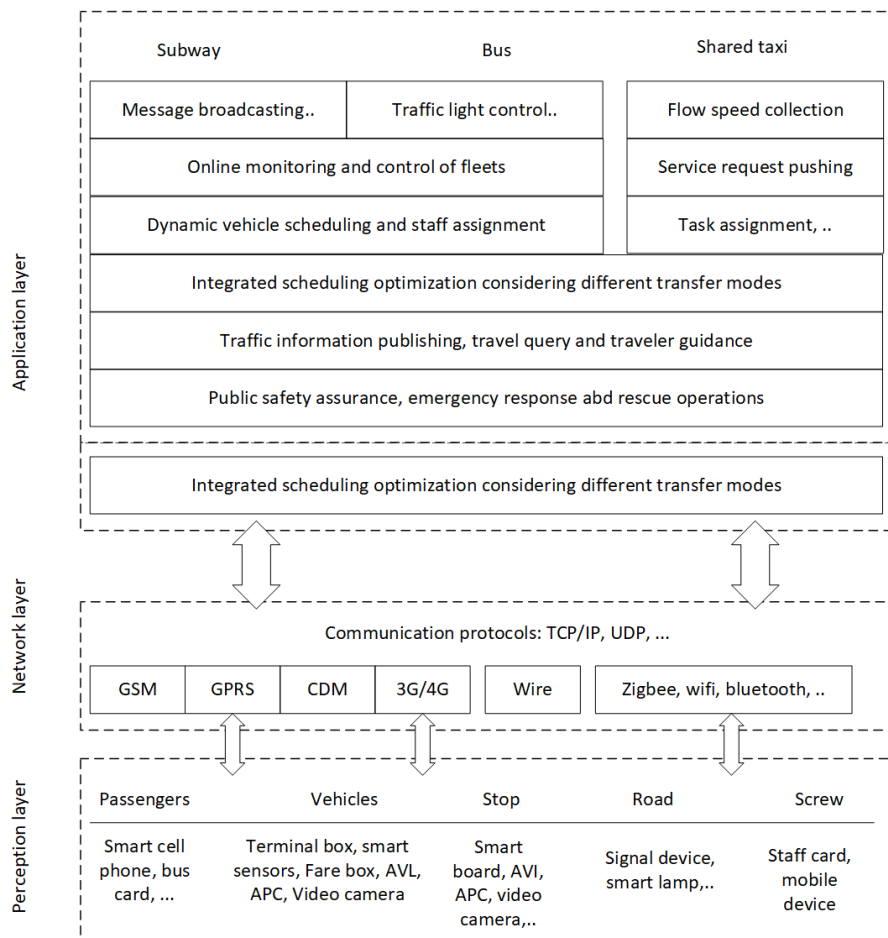 Subway
Bus
Shared taxi
Message broadcasting..
Traffic light control..
Flow speed collection
Online monitoring and control of fleets
Service request pushing
Dynamic vehicle scheduling and staff assignment
Task assignment, ..
Integrated scheduling optimization considering different transfer modes
Traffic information publishing, travel query and traveler guidance
Public safety assurance, emergency response abd rescue operations
Application layer
Integrated scheduling optimization considering different transfer modes
Network layer
Communication protocols: TCP/IP, UDP, ...
GSM
GPRS
CDM
3G/4G
Wire
Zigbee, wifi, bluetooth, ..
Perception layer
Passengers
Vehicles
Stop
Road
Screw
Smart cell
phone, bus
card, ...
Terminal box, smart
sensors, Fare box, AVL,
APC, Video camera
Smart
board, AVI,
APC, video
camera,..
Signal device,
smart lamp,..
Staff card,
mobile
device